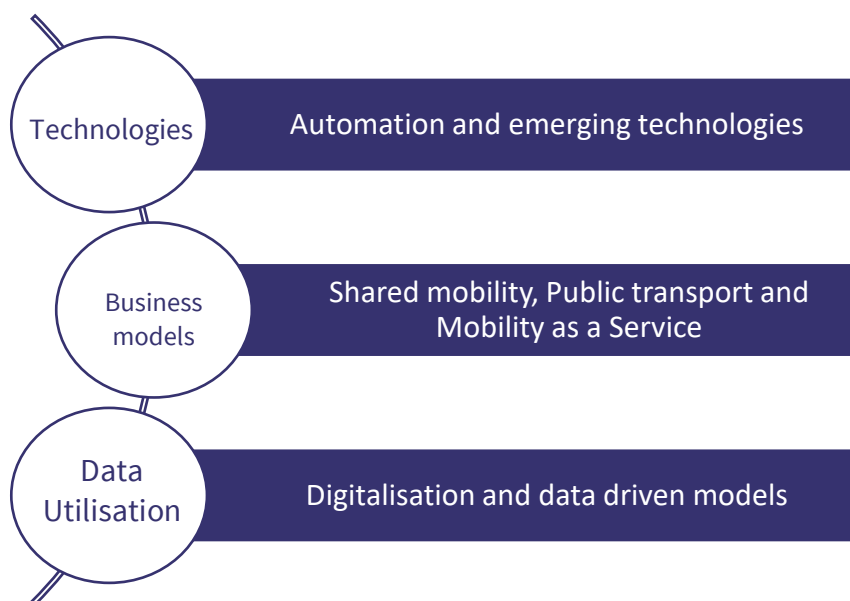 Technologies
Automation and emerging technologies
Business
models
Shared mobility, Public transport and
Mobility as a Service
Data
Utilisation
Digitalisation and data driven models